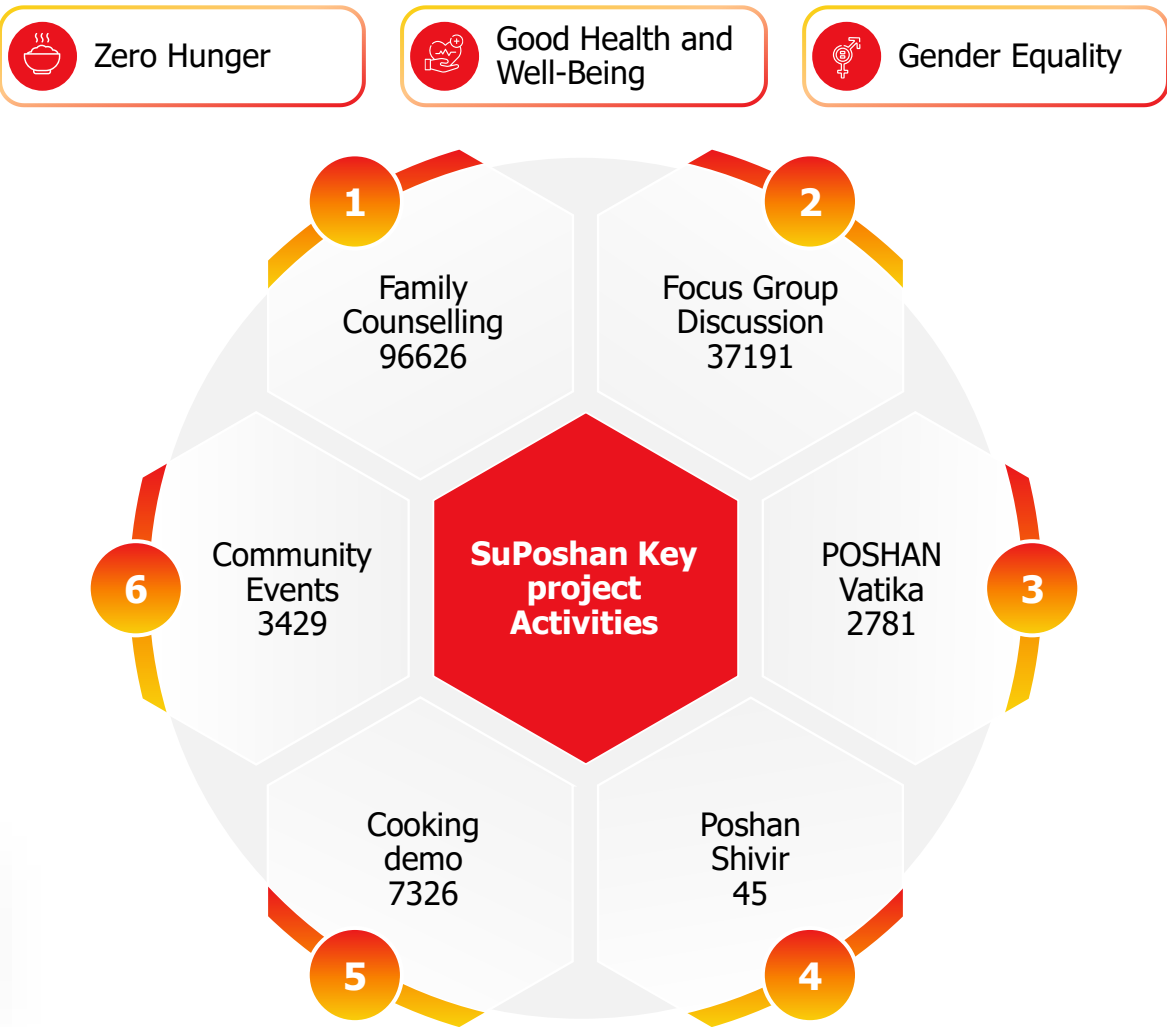 Zero Hunger
Good Health and
Well-Being
Gender Equality
1
Family
Counselling
96626
2
Focus Group
Discussion
37191
3
POSHAN
Vatika
2781
4
Poshan
Shivir
45
5
Cooking
demo
7326
6
Community
Events
3429
SuPoshan Key
project
Activities